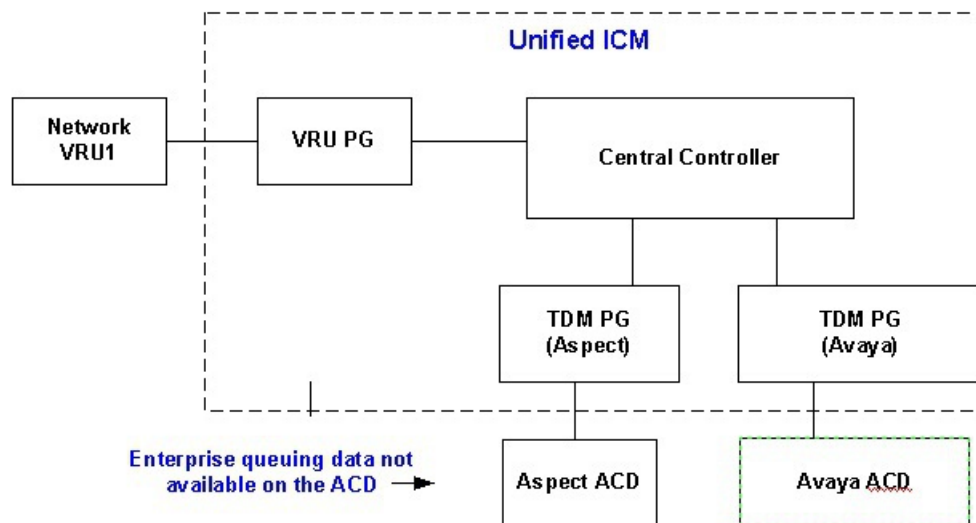 Unified ICM
Network
VRU1
VRU PG
Central Controller
TDM PG
(Aspect)
TDM PG
(Avaya)
Enterprise queuing data not
available on the ACD
Aspect ACD
Avaya ACD